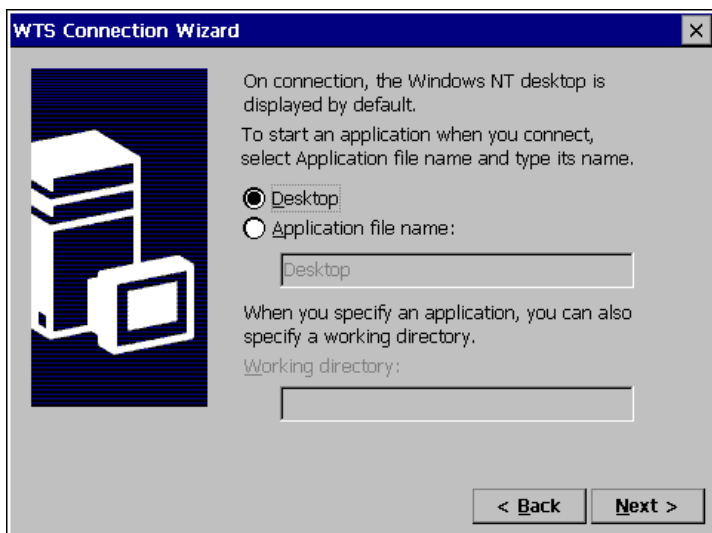 WTS Connection Wizard
On connection, the Windows NT desktop is
displayed by default.
To start an application when you connect,
select Application file name and type its name.
Desktop
Application file name:
Desktop
When you specify an application, you can also
specify a working directory.
Working directory:
< Back Next >